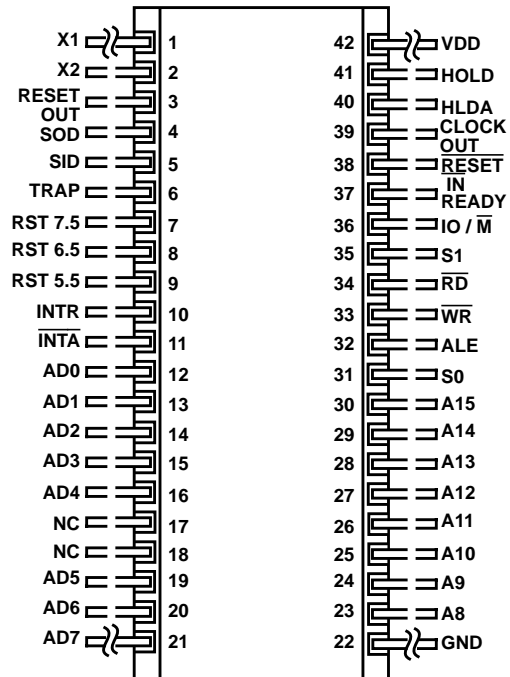 X1 1 42 VDD
X2 2 41 HOLD
RESET OUT 3 40 HLDA
SOD 4 39 CLOCK OUT
SID 5 38 RESET IN
TRAP 6 37 READY
RST 7.5 7 36 IO / M
RST 6.5 8 35 S1
RST 5.5 9 34 RD
INTR 10 33 WR
INTA 11 32 ALE
AD0 12 31 S0
AD1 13 30 A15
AD2 14 29 A14
AD3 15 28 A13
AD4 16 27 A12
NC 17 26 A11
NC 18 25 A10
AD5 19 24 A9
AD6 20 23 A8
AD7 21 22 GND